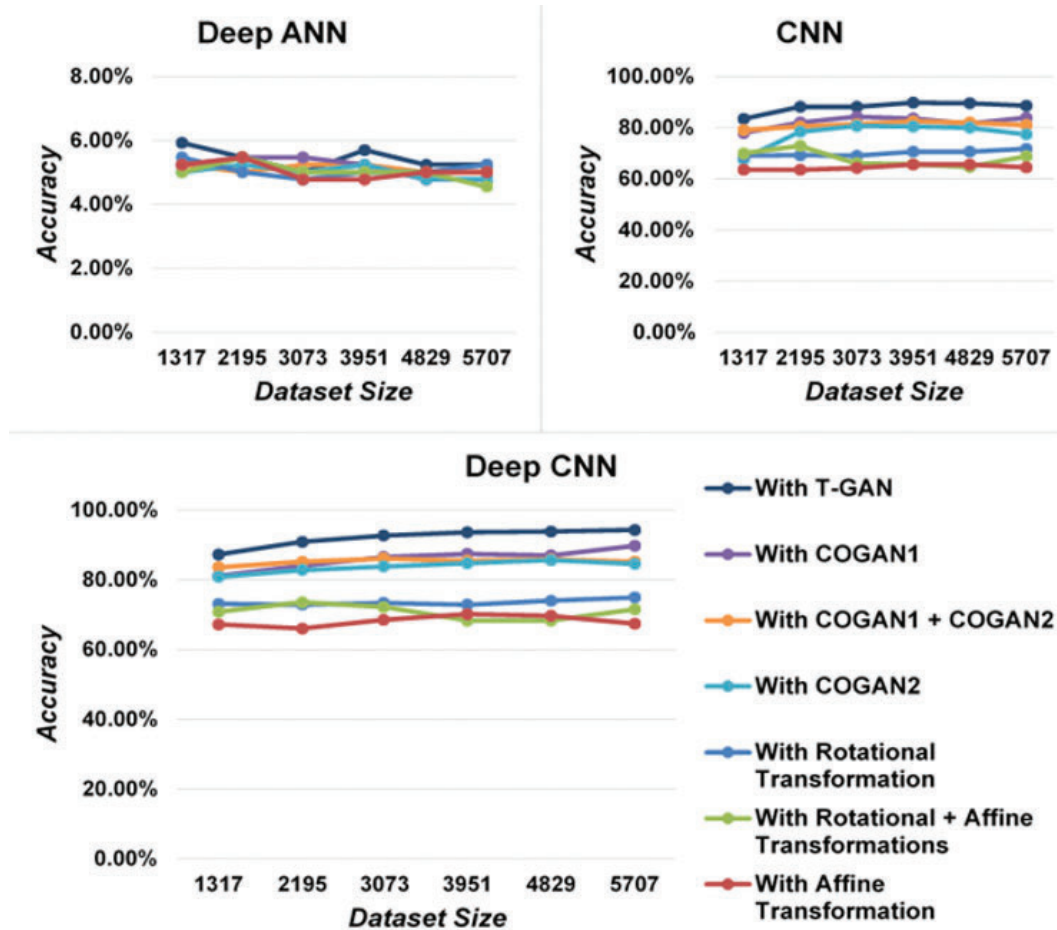 Deep ANN
8.00%
6.00%
4.00%
2.00%
0.00%
Accuracy
1317 2195 3073 3951 4829 5707
Dataset Size
CNN
100.00%
80.00%
60.00%
40.00%
20.00%
0.00%
Accuracy
1317 2195 3073 3951 4829 5707
Dataset Size
Deep CNN
100.00%
80.00%
60.00%
40.00%
20.00%
0.00%
Accuracy
1317 2195 3073 3951 4829 5707
Dataset Size
With T-GAN
With COGAN1
With COGAN1 + COGAN2
With COGAN2
With Rotational
Transformation
With Rotational + Affine
Transformations
With Affine
Transformation